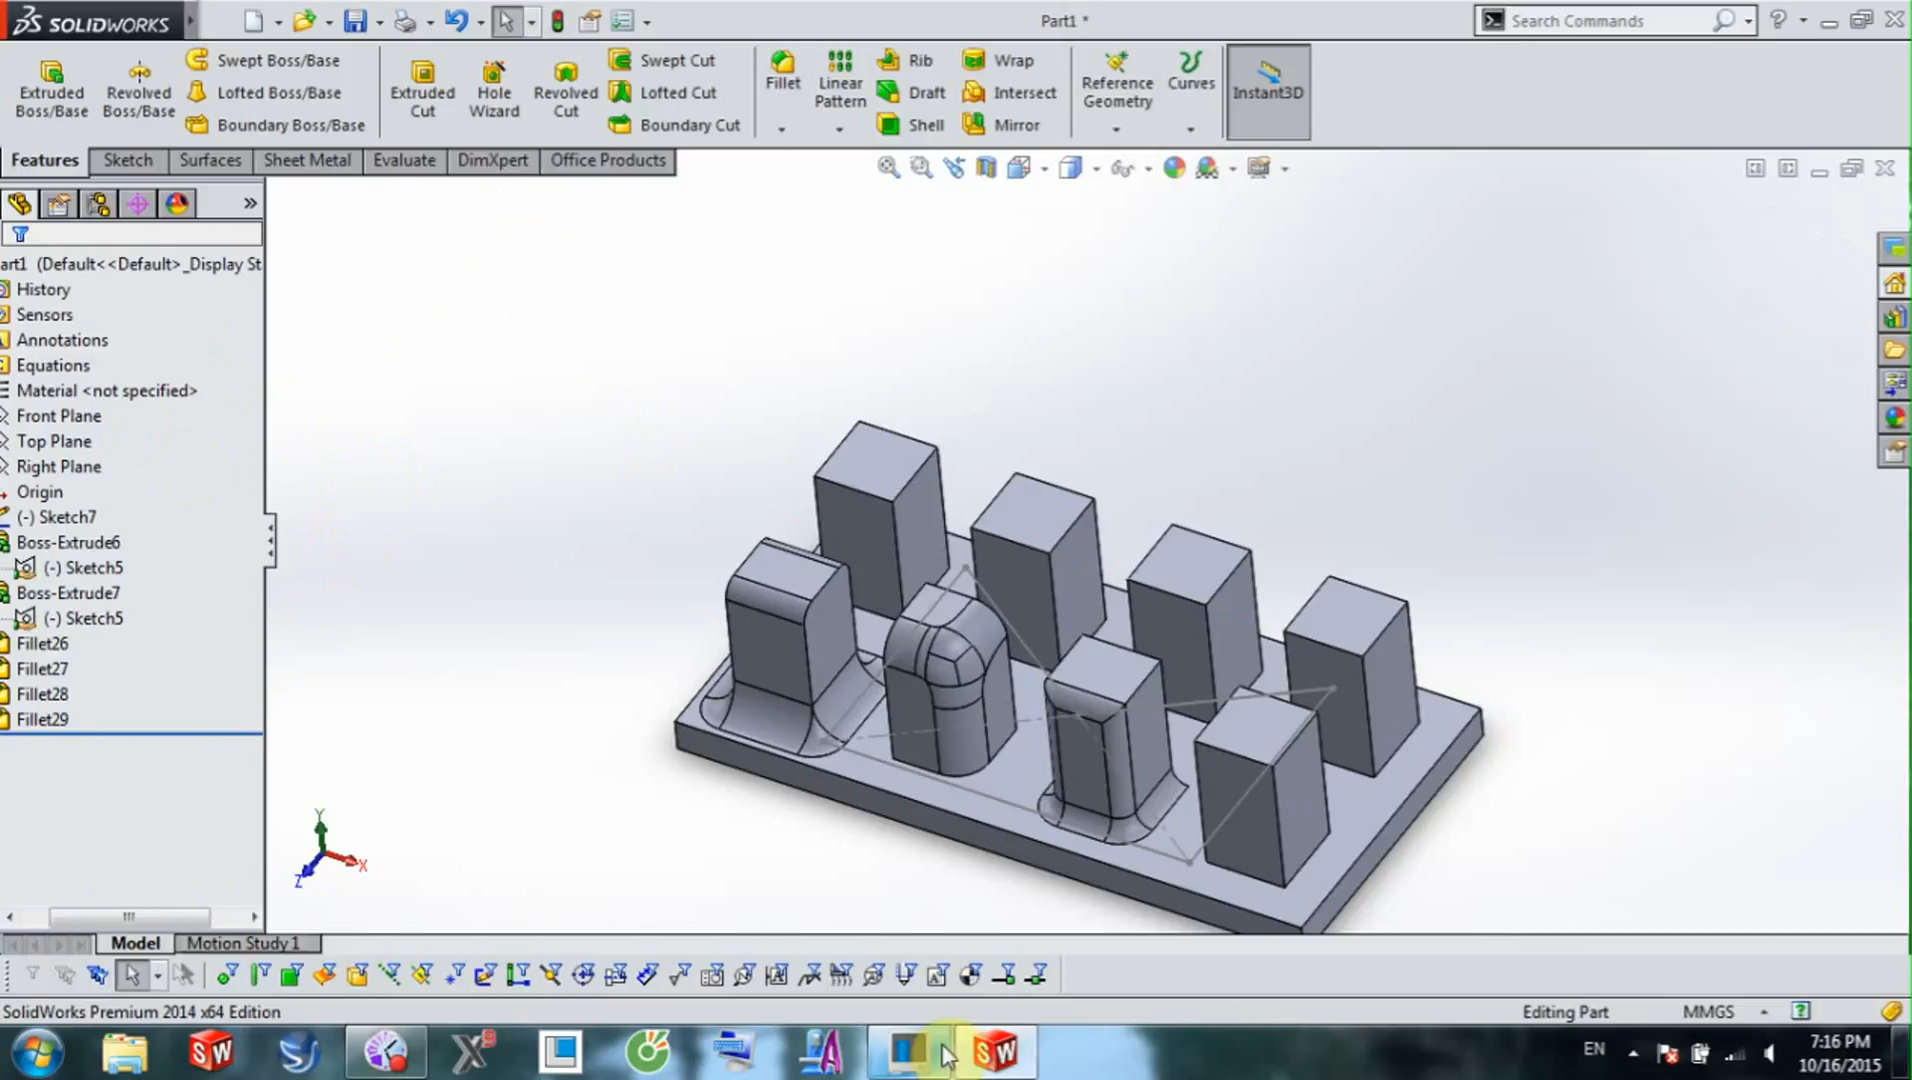 SOLIDWORKS
Part1 *
Search Commands
Extruded Boss/Base
Revolved Boss/Base
Swept Boss/Base
Lofted Boss/Base
Boundary Boss/Base
Extruded Cut
Hole Wizard
Revolved Cut
Swept Cut
Lofted Cut
Boundary Cut
Fillet
Linear Pattern
Rib
Draft
Shell
Wrap
Intersect
Mirror
Reference Geometry
Curves
Instant3D
Features
Sketch
Surfaces
Sheet Metal
Evaluate
DimXpert
Office Products
art1 (Default<<Default>_Display St
History
Sensors
Annotations
Equations
Material <not specified>
Front Plane
Top Plane
Right Plane
Origin
(-) Sketch7
Boss-Extrude6
(-) Sketch5
Boss-Extrude7
(-) Sketch5
Fillet26
Fillet27
Fillet28
Fillet29
Y
X
Z
Model
Motion Study 1
SolidWorks Premium 2014 x64 Edition
Editing Part
MMGS
EN
7:16 PM
10/16/2015